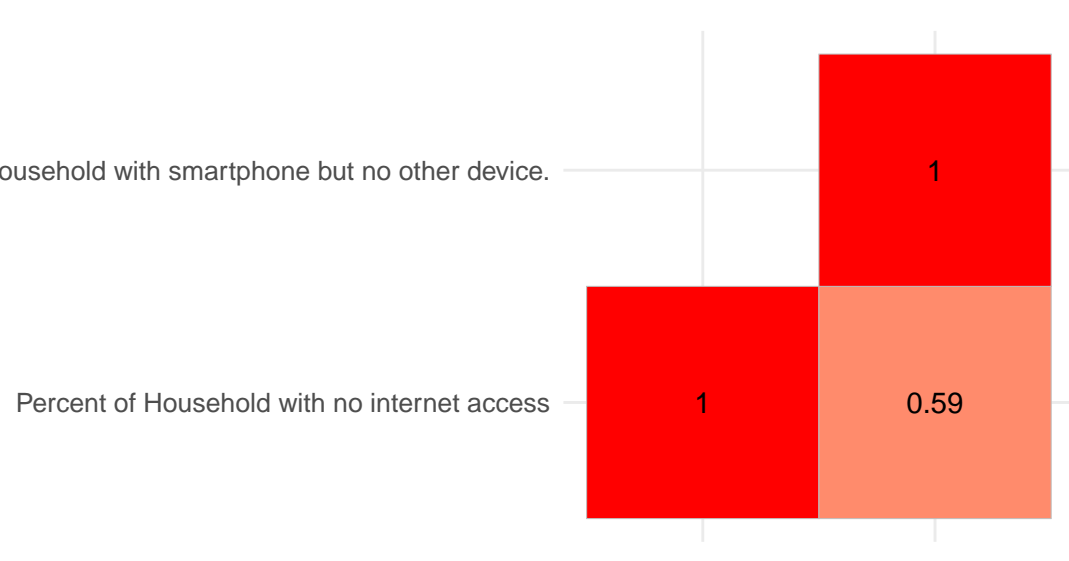 ousehold with smartphone but no other device.
1
Percent of Household with no internet access
1
0.59